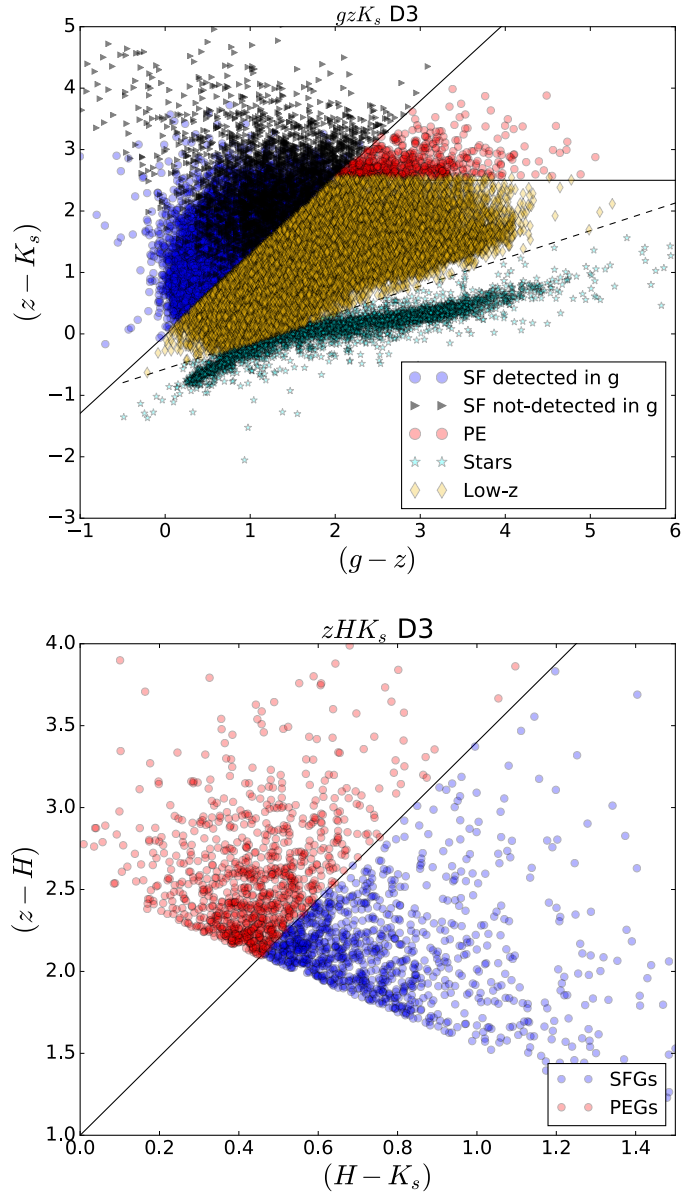 gzKₛ D3
5
4
3
2
1
0
−1
−2
−3
(z − Kₛ)
SF detected in g
SF not-detected in g
PE
Stars
Low-z
−1 0 1 2 3 4 5 6
(g − z)
zHKₛ D3
4.0
3.5
3.0
2.5
2.0
1.5
1.0
(z − H)
SFGs
PEGs
0.0 0.2 0.4 0.6 0.8 1.0 1.2 1.4
(H − Kₛ)